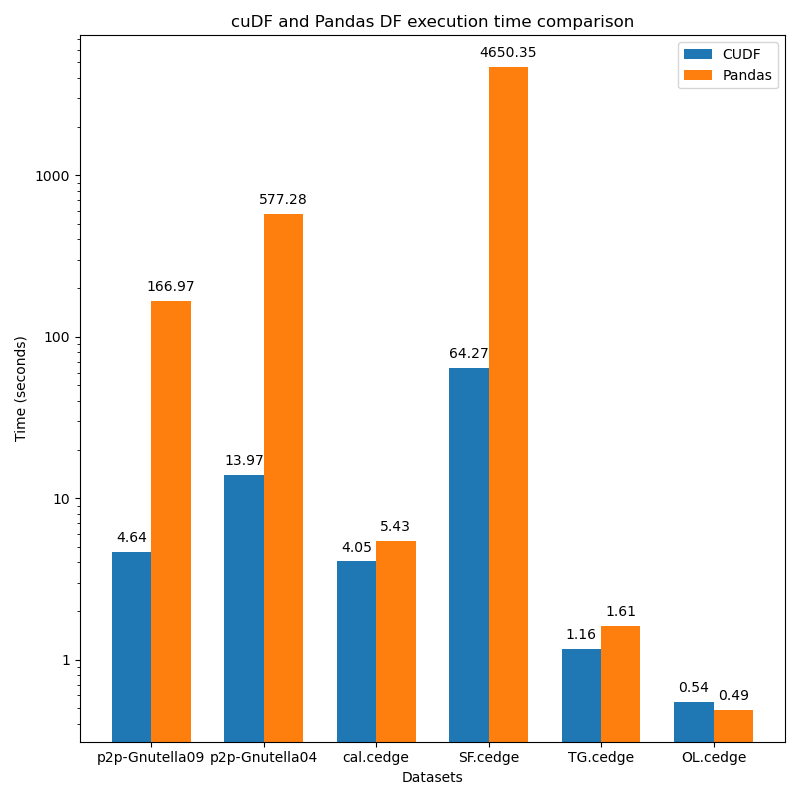 cuDF and Pandas DF execution time comparison
CUDF
Pandas
Time (seconds)
1000
100
10
1
4.64
166.97
13.97
577.28
4.05
5.43
64.27
4650.35
1.16
1.61
0.54
0.49
p2p-Gnutella09
p2p-Gnutella04
cal.cedge
SF.cedge
TG.cedge
OL.cedge
Datasets